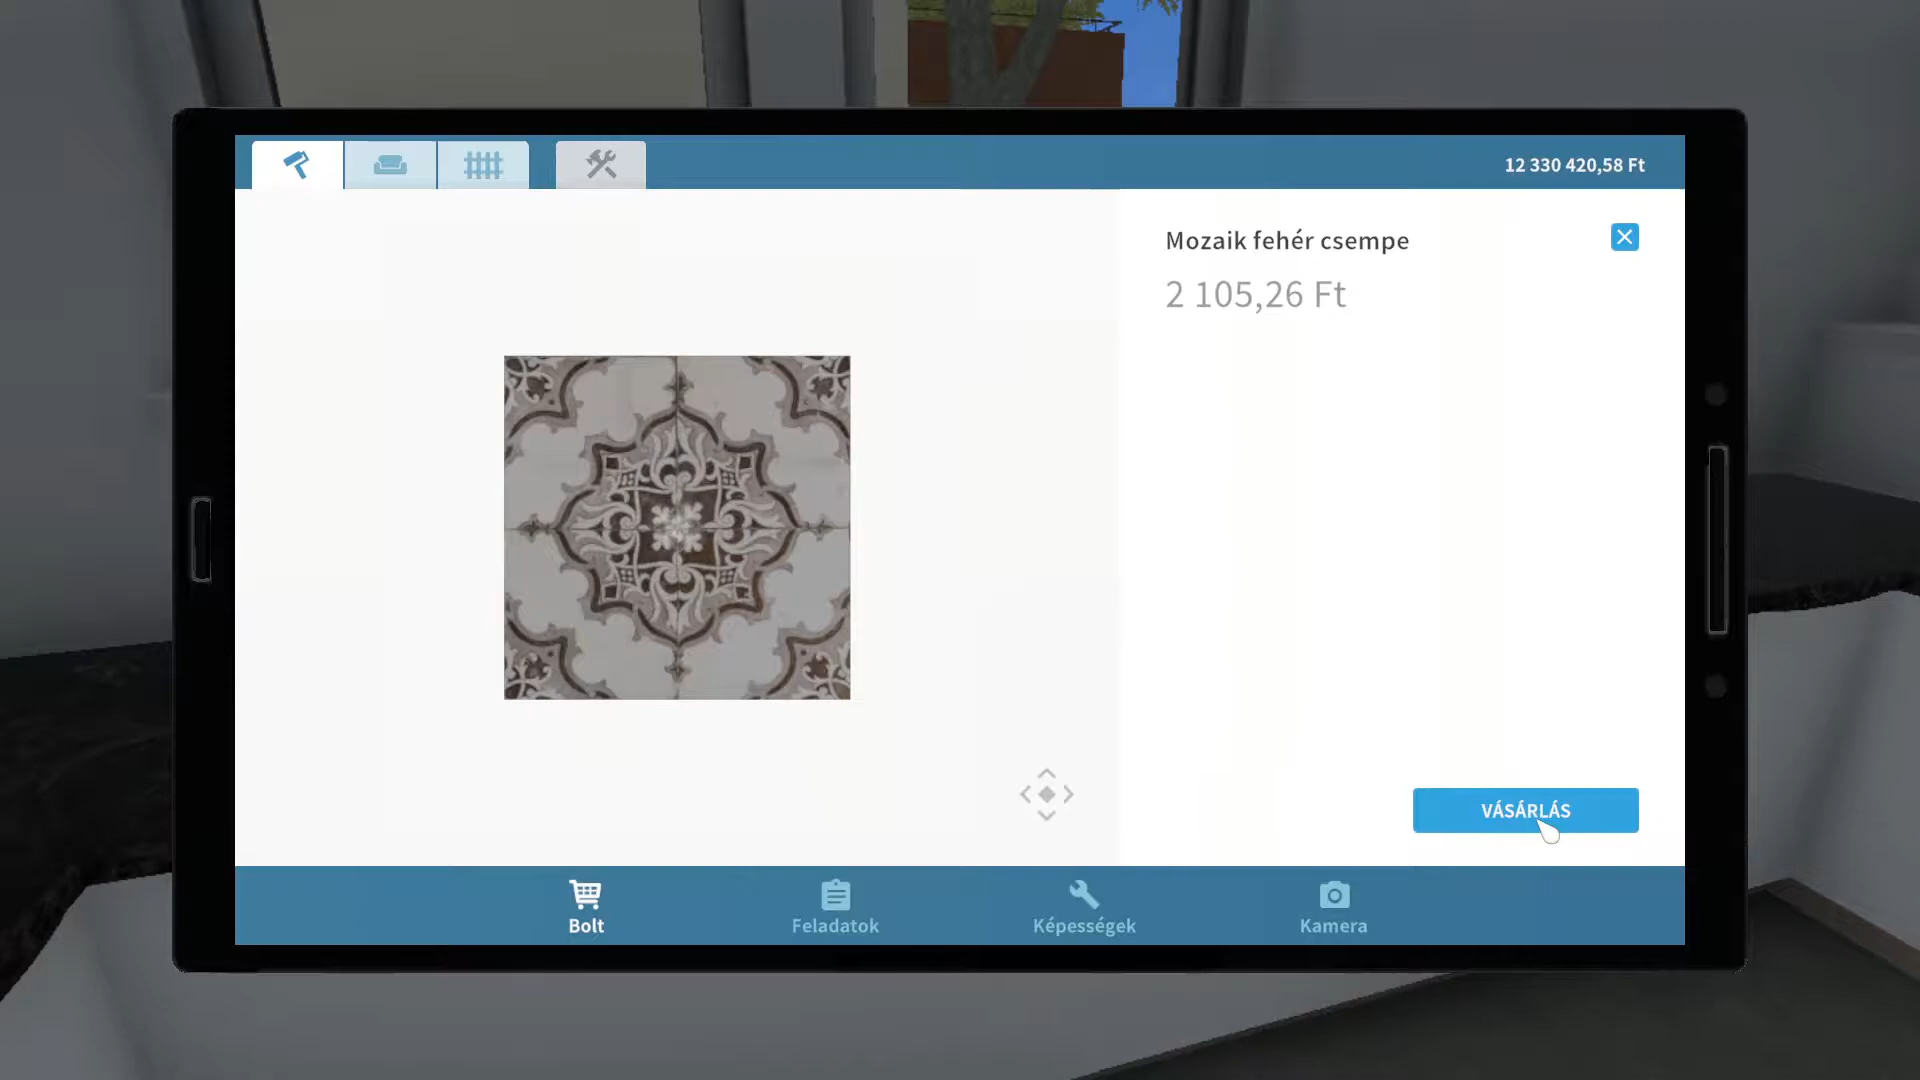 12 330 420,58 Ft
Mozaik fehér csempe
2 105,26 Ft
VÁSÁRLÁS
Bolt
Feladatok
Képességek
Kamera